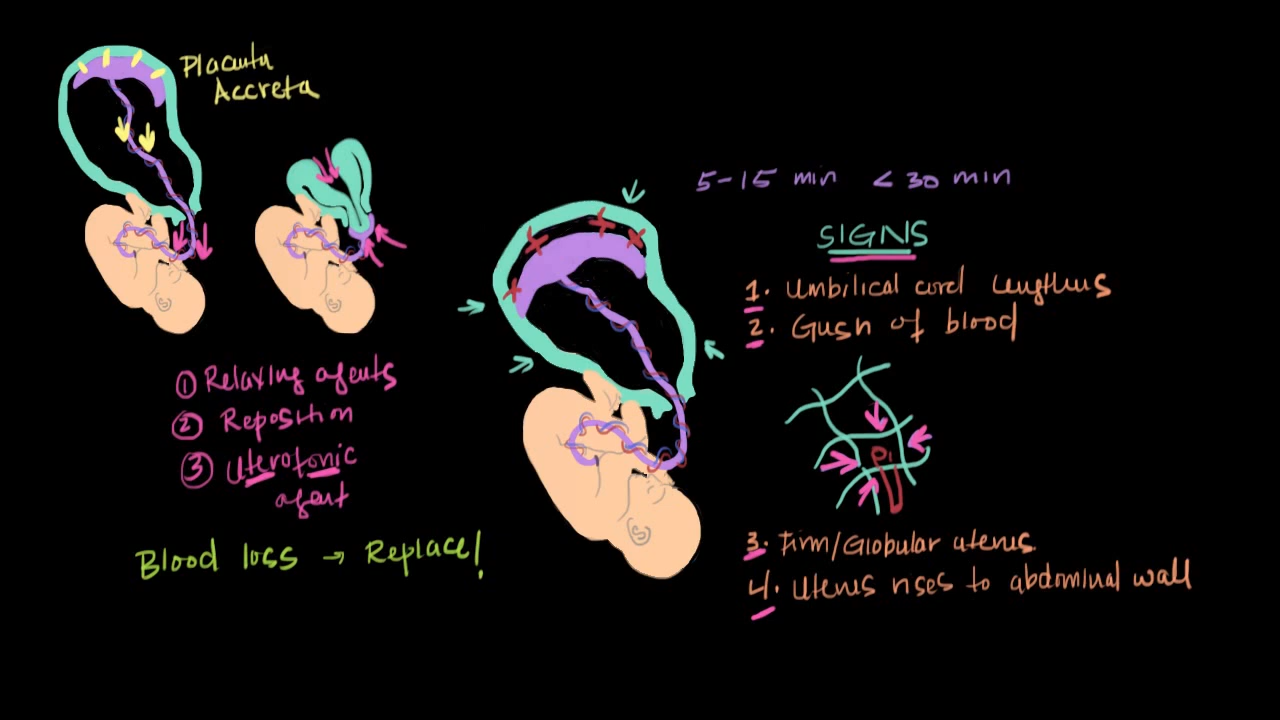 Placenta
Accreta
① Relaxing agents
② Reposition
③ Uterotonic
agent
Blood loss → Replace!
5-15 min < 30 min
SIGNS
1. Umbilical cord lengthens
2. Gush of blood
3. Firm/Globular uterus.
4. Uterus rises to abdominal wall